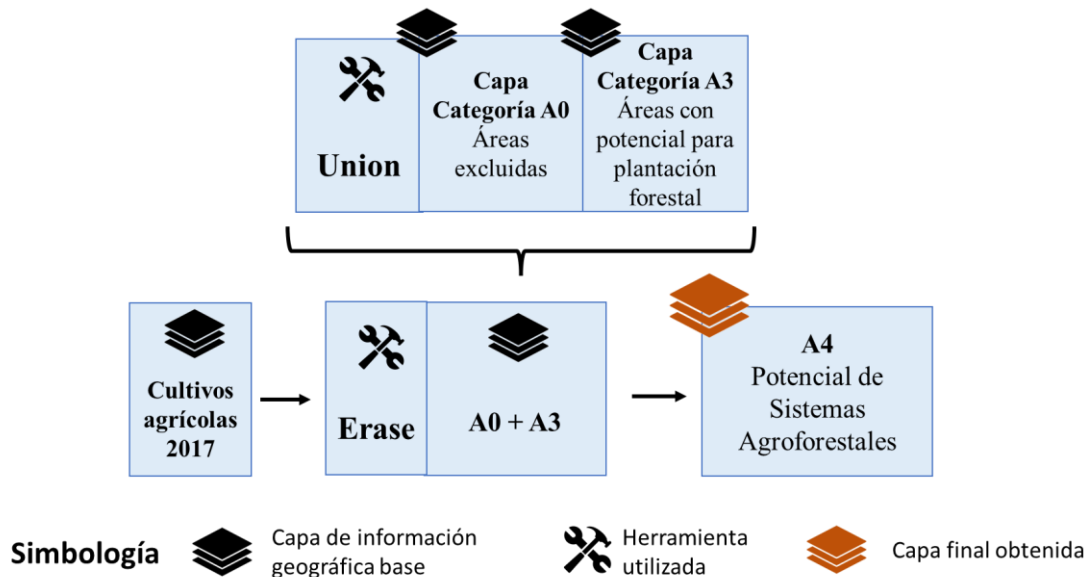 Union
Capa
Categoría A0
Áreas
excluidas
Capa
Categoría A3
Áreas con
potencial para
plantación
forestal
Cultivos
agrícolas
2017
Erase
A0 + A3
A4
Potencial de
Sistemas
Agroforestales
Simbología
Capa de información
geográfica base
Herramienta
utilizada
Capa final obtenida